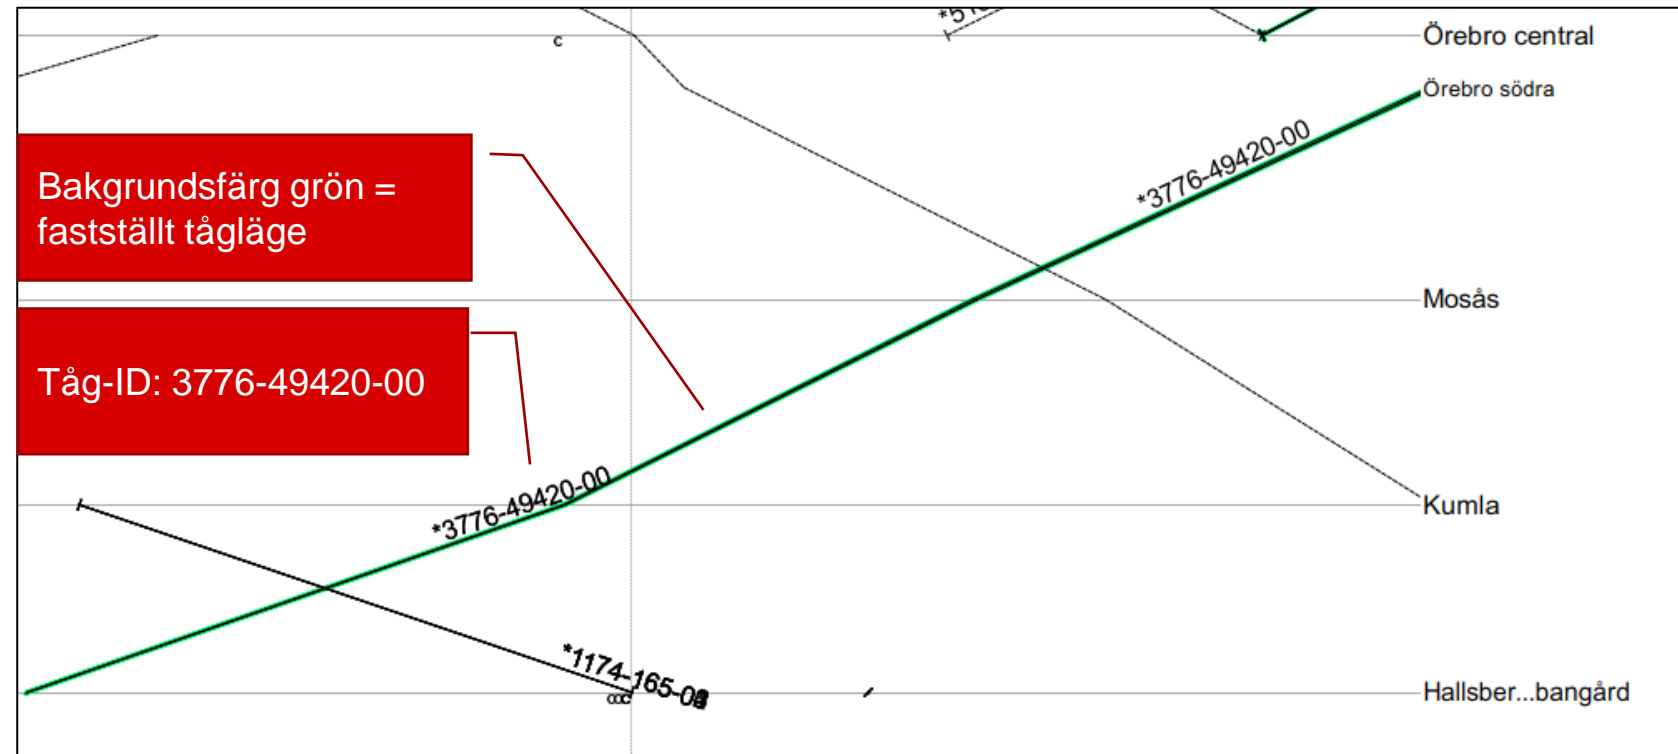 c
Örebro central
Örebro södra
*3776-49420-00
Bakgrundsfärg grön =
fastställt tågläge
Mosås
Tåg-ID: 3776-49420-00
*3776-49420-00
Kumla
*1174-165-0
Hallsber...bangård